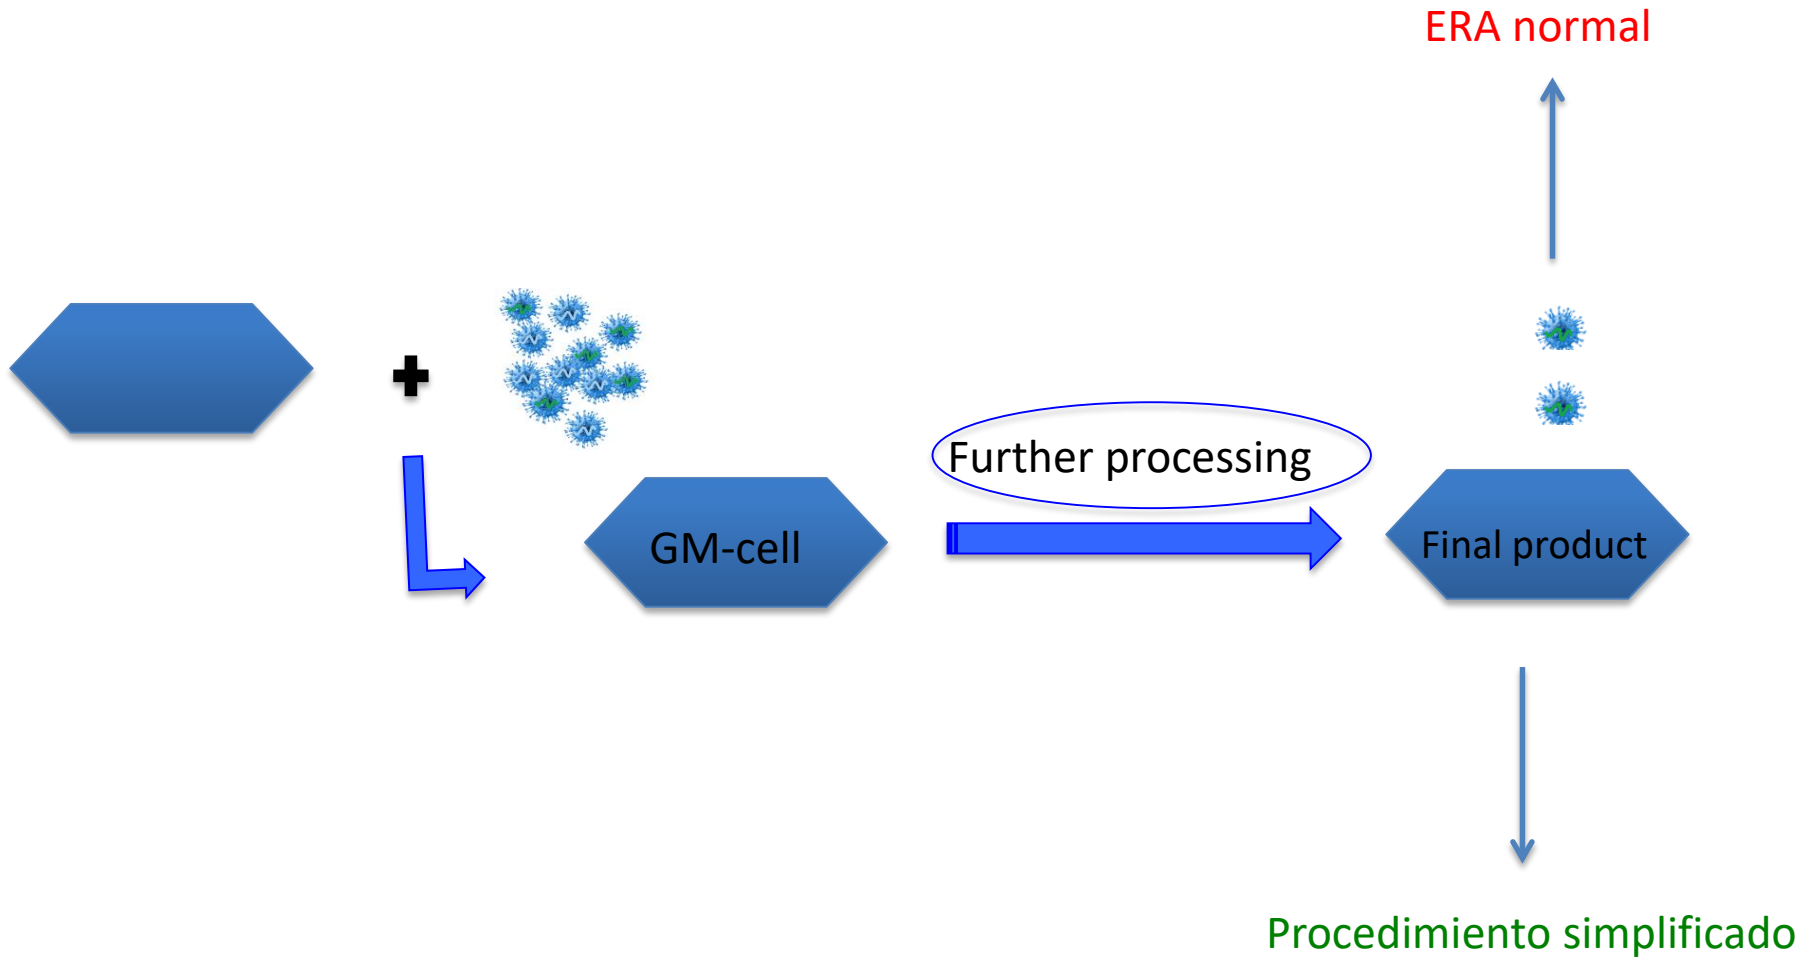 ERA normal
Further processing
GM-cell
Final product
Procedimiento simplificado